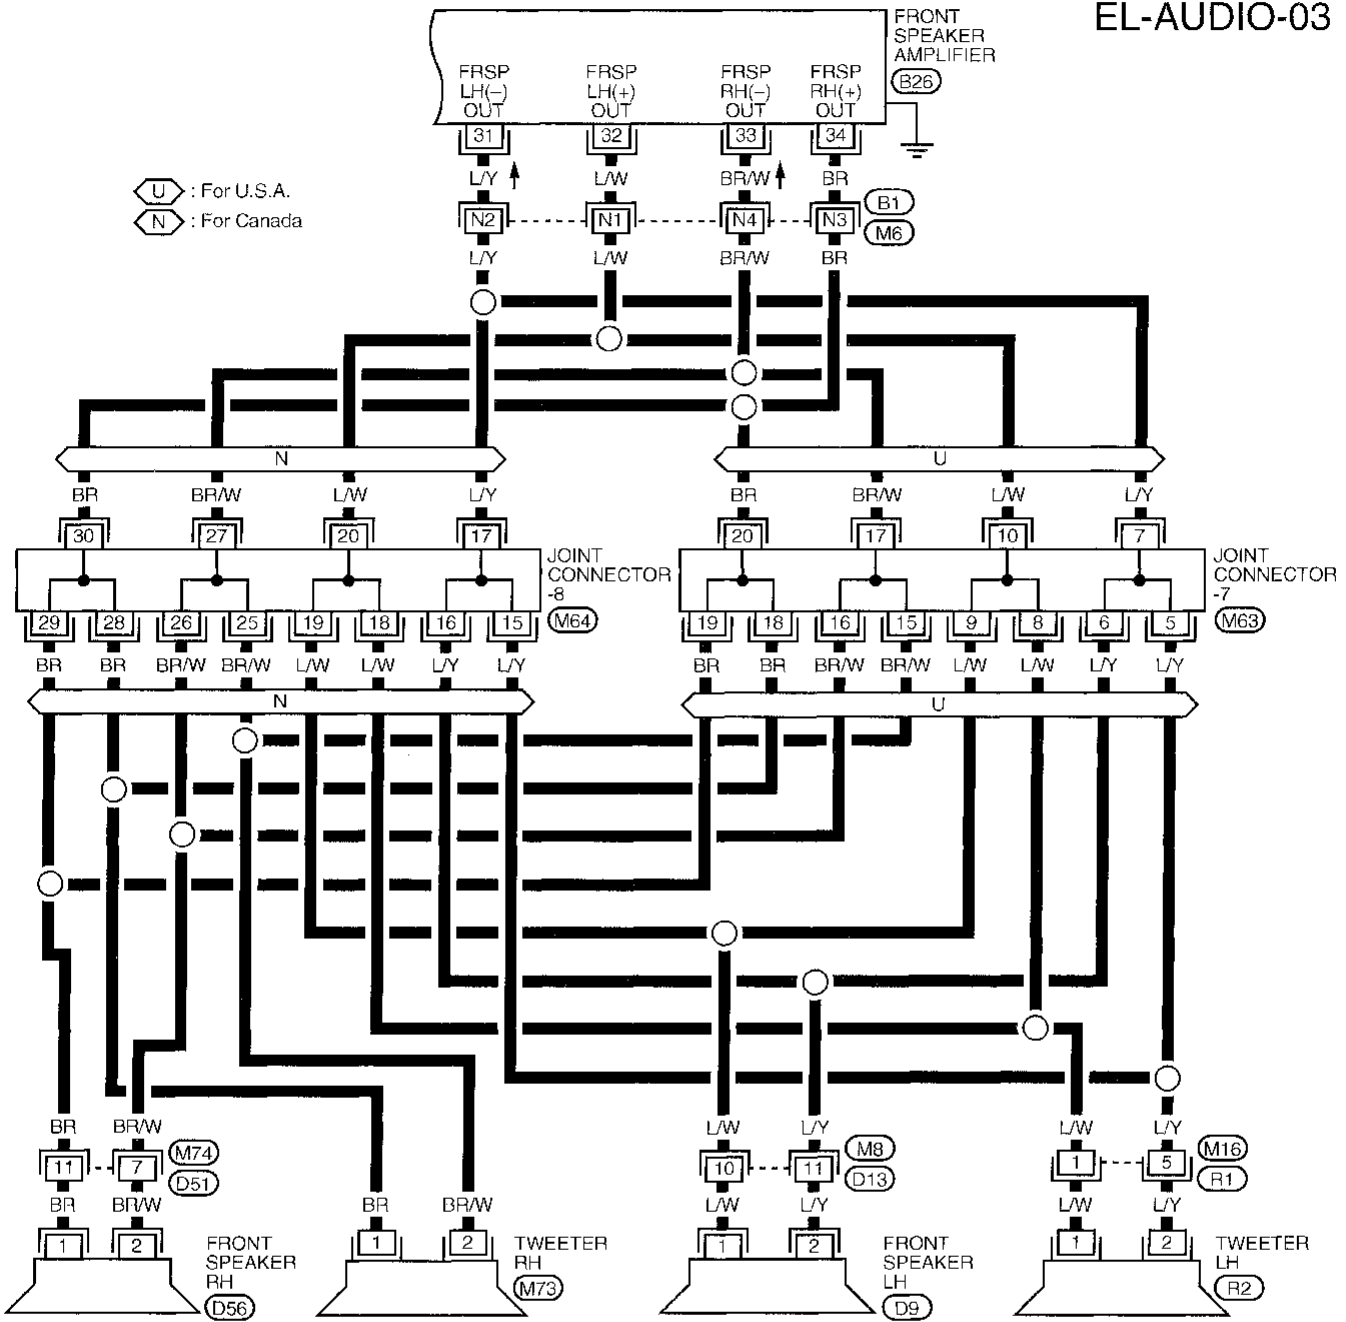 EL-AUDIO-03
FRONT
SPEAKER
AMPLIFIER
B26
FRSP FRSP FRSP FRSP
LH(–) LH(+) RH(–) RH(+)
OUT OUT OUT OUT
31 32 33 34
L/Y L/W BR/W BR
U : For U.S.A.
N : For Canada
B1
N2 N1 N4 N3
M6
L/Y L/W BR/W BR
N U
BR BR/W L/W L/Y BR BR/W L/W L/Y
30 27 20 17 20 17 10 7
JOINT
CONNECTOR
-8
M64
JOINT
CONNECTOR
-7
M63
29 28 26 25 19 18 16 15 19 18 16 15 9 8 6 5
BR BR BR/W BR/W L/W L/W L/Y L/Y BR BR BR/W BR/W L/W L/W L/Y L/Y
N U
BR BR/W L/W L/Y L/W L/Y
11 7 M74 10 11 M8 1 5 M16
D51 D13 R1
BR BR/W BR BR/W L/W L/Y L/W L/Y
1 2 1 2 1 2 1 2
FRONT
SPEAKER
RH
D56
TWEETER
RH
M73
FRONT
SPEAKER
LH
D9
TWEETER
LH
R2